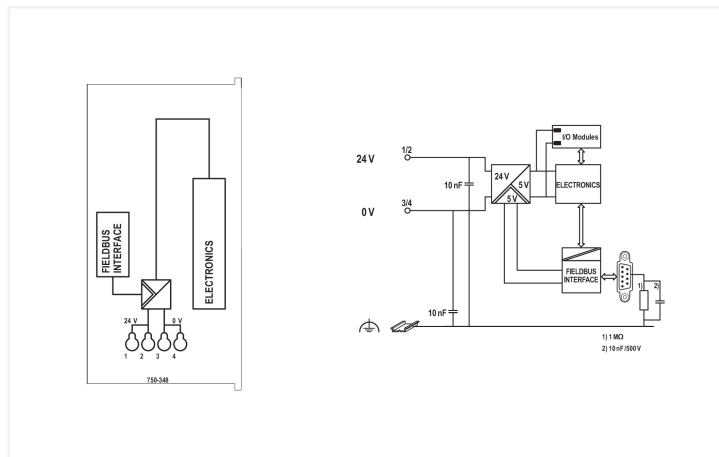 FIELDBUS
INTERFACE
ELECTRONICS
24 V
0 V
1
2
3
4
750-348
24 V
1/2
0 V
3/4
10 nF
10 nF
24 V
5 V
5 V
I/O Modules
ELECTRONICS
FIELDBUS
INTERFACE
1)
2)
1) 1 MΩ
2) 10 nF/500 V